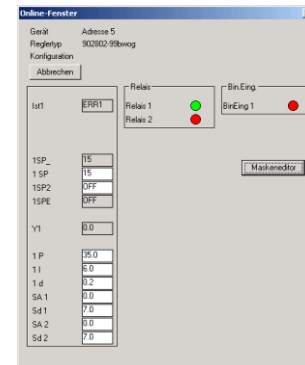 Online-Fenster
Gerät Adresse 5
Reglertyp 902802-99bwog
Konfiguration
Abbrechen
Relais
Bin.Eing.
Ist1 ERR1
Relais 1
BinEing 1
Relais 2
1SP_ 15
1 SP 15
1SP2 OFF
1SPE OFF
Maskeneditor
Y1 0.0
1 P 35.0
1 I 6.0
1 d 0.2
SA 1 0.0
Sd 1 7.0
SA 2 0.0
Sd 2 7.0